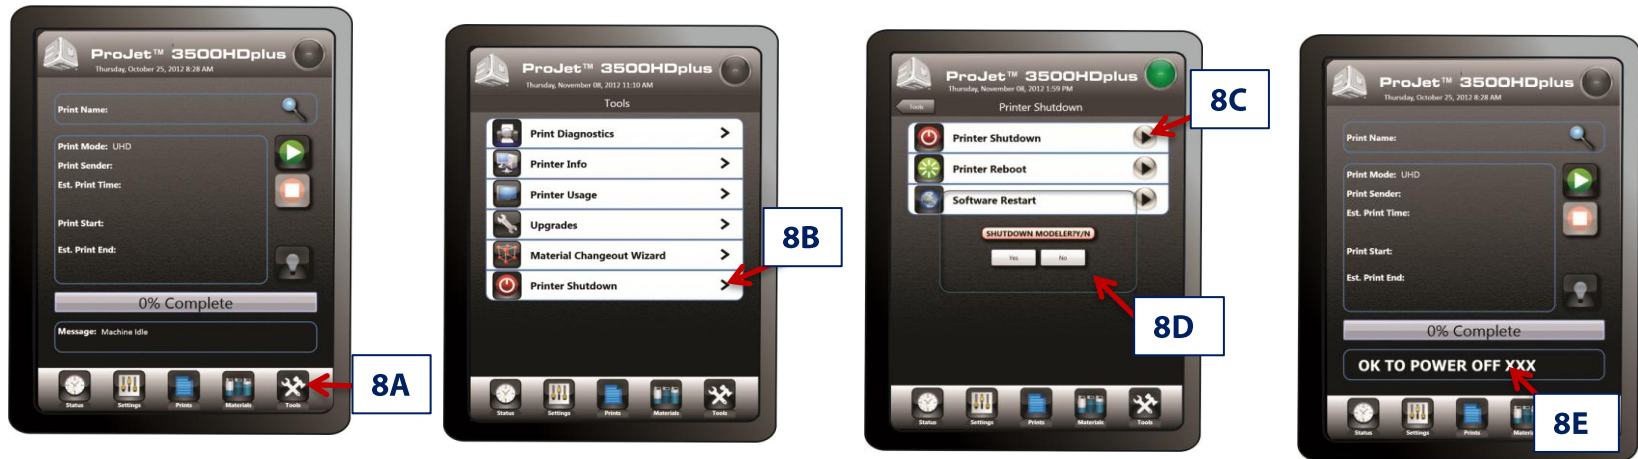 ProJet™ 3500HDplus
Thursday, October 25, 2012 8:28 AM
Print Name:
Print Mode: UHD
Print Sender:
Est. Print Time:
Print Start:
Est. Print End:
0% Complete
Message: Machine Idle
Status Settings Prints Materials Tools
8A
ProJet™ 3500HDplus
Thursday, November 08, 2012 11:10 AM
Tools
Print Diagnostics
Printer Info
Printer Usage
Upgrades
Material Changeout Wizard
Printer Shutdown
Status Settings Prints Materials Tools
8B
ProJet™ 3500HDplus
Thursday, November 08, 2012 1:59 PM
Tools
Printer Shutdown
Printer Shutdown
Printer Reboot
Software Restart
SHUTDOWN MODELER?Y/N
Yes No
Status Settings Prints Materials Tools
8C
8D
ProJet™ 3500HDplus
Thursday, October 25, 2012 8:28 AM
Print Name:
Print Mode: UHD
Print Sender:
Est. Print Time:
Print Start:
Est. Print End:
0% Complete
OK TO POWER OFF XXX
Status Settings Prints
8E